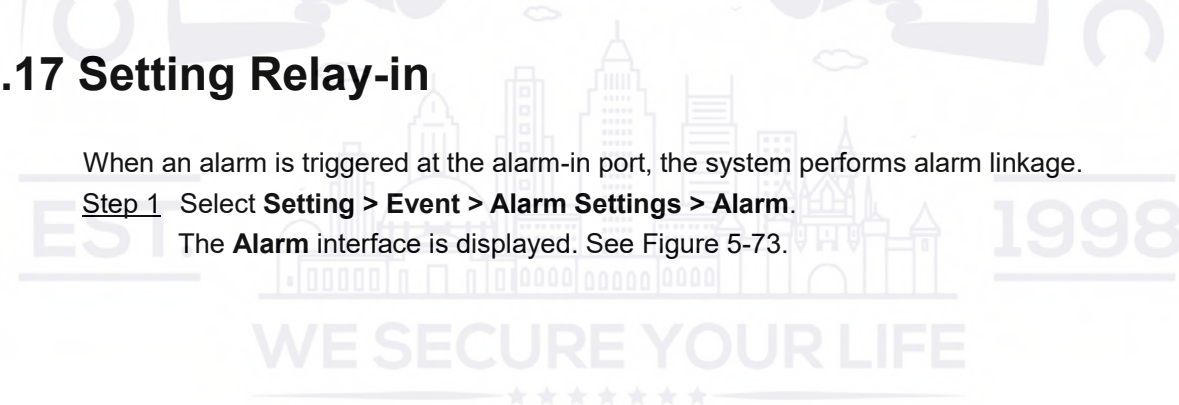 .17 Setting Relay-in
When an alarm is triggered at the alarm-in port, the system performs alarm linkage.
Step 1 Select Setting > Event > Alarm Settings > Alarm.
The Alarm interface is displayed. See Figure 5-73.
EST
1998
WE SECURE YOUR LIFE